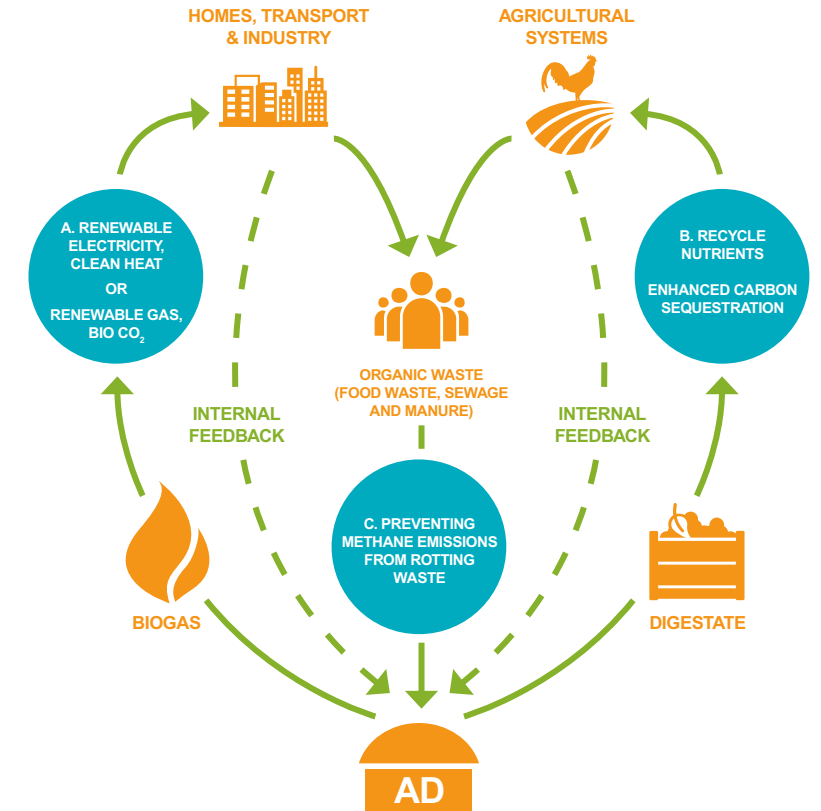 HOMES, TRANSPORT
& INDUSTRY
AGRICULTURAL
SYSTEMS
A. RENEWABLE
ELECTRICITY,
CLEAN HEAT
OR
RENEWABLE GAS,
BIO CO₂
B. RECYCLE
NUTRIENTS
ENHANCED CARBON
SEQUESTRATION
ORGANIC WASTE
(FOOD WASTE, SEWAGE
AND MANURE)
INTERNAL
FEEDBACK
INTERNAL
FEEDBACK
C. PREVENTING
METHANE EMISSIONS
FROM ROTTING
WASTE
BIOGAS
DIGESTATE
AD